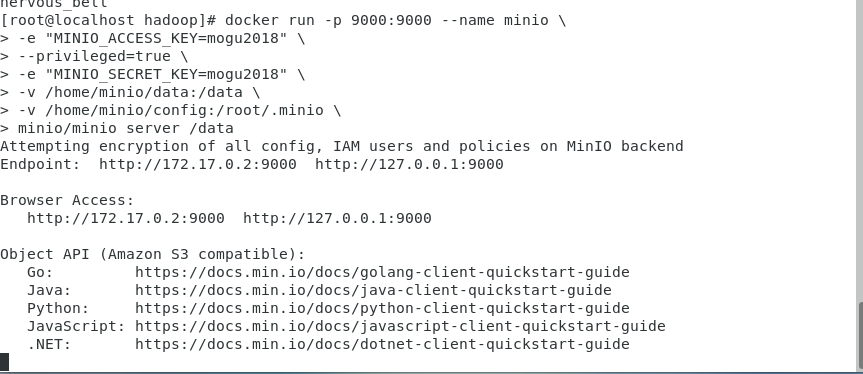 nervous_bell
[root@localhost hadoop]# docker run -p 9000:9000 --name minio \
> -e "MINIO_ACCESS_KEY=mogu2018" \
> --privileged=true \
> -e "MINIO_SECRET_KEY=mogu2018" \
> -v /home/minio/data:/data \
> -v /home/minio/config:/root/.minio \
> minio/minio server /data
Attempting encryption of all config, IAM users and policies on MinIO backend
Endpoint:  http://172.17.0.2:9000  http://127.0.0.1:9000
Browser Access:
   http://172.17.0.2:9000  http://127.0.0.1:9000
Object API (Amazon S3 compatible):
   Go:         https://docs.min.io/docs/golang-client-quickstart-guide
   Java:       https://docs.min.io/docs/java-client-quickstart-guide
   Python:     https://docs.min.io/docs/python-client-quickstart-guide
   JavaScript: https://docs.min.io/docs/javascript-client-quickstart-guide
   .NET:       https://docs.min.io/docs/dotnet-client-quickstart-guide